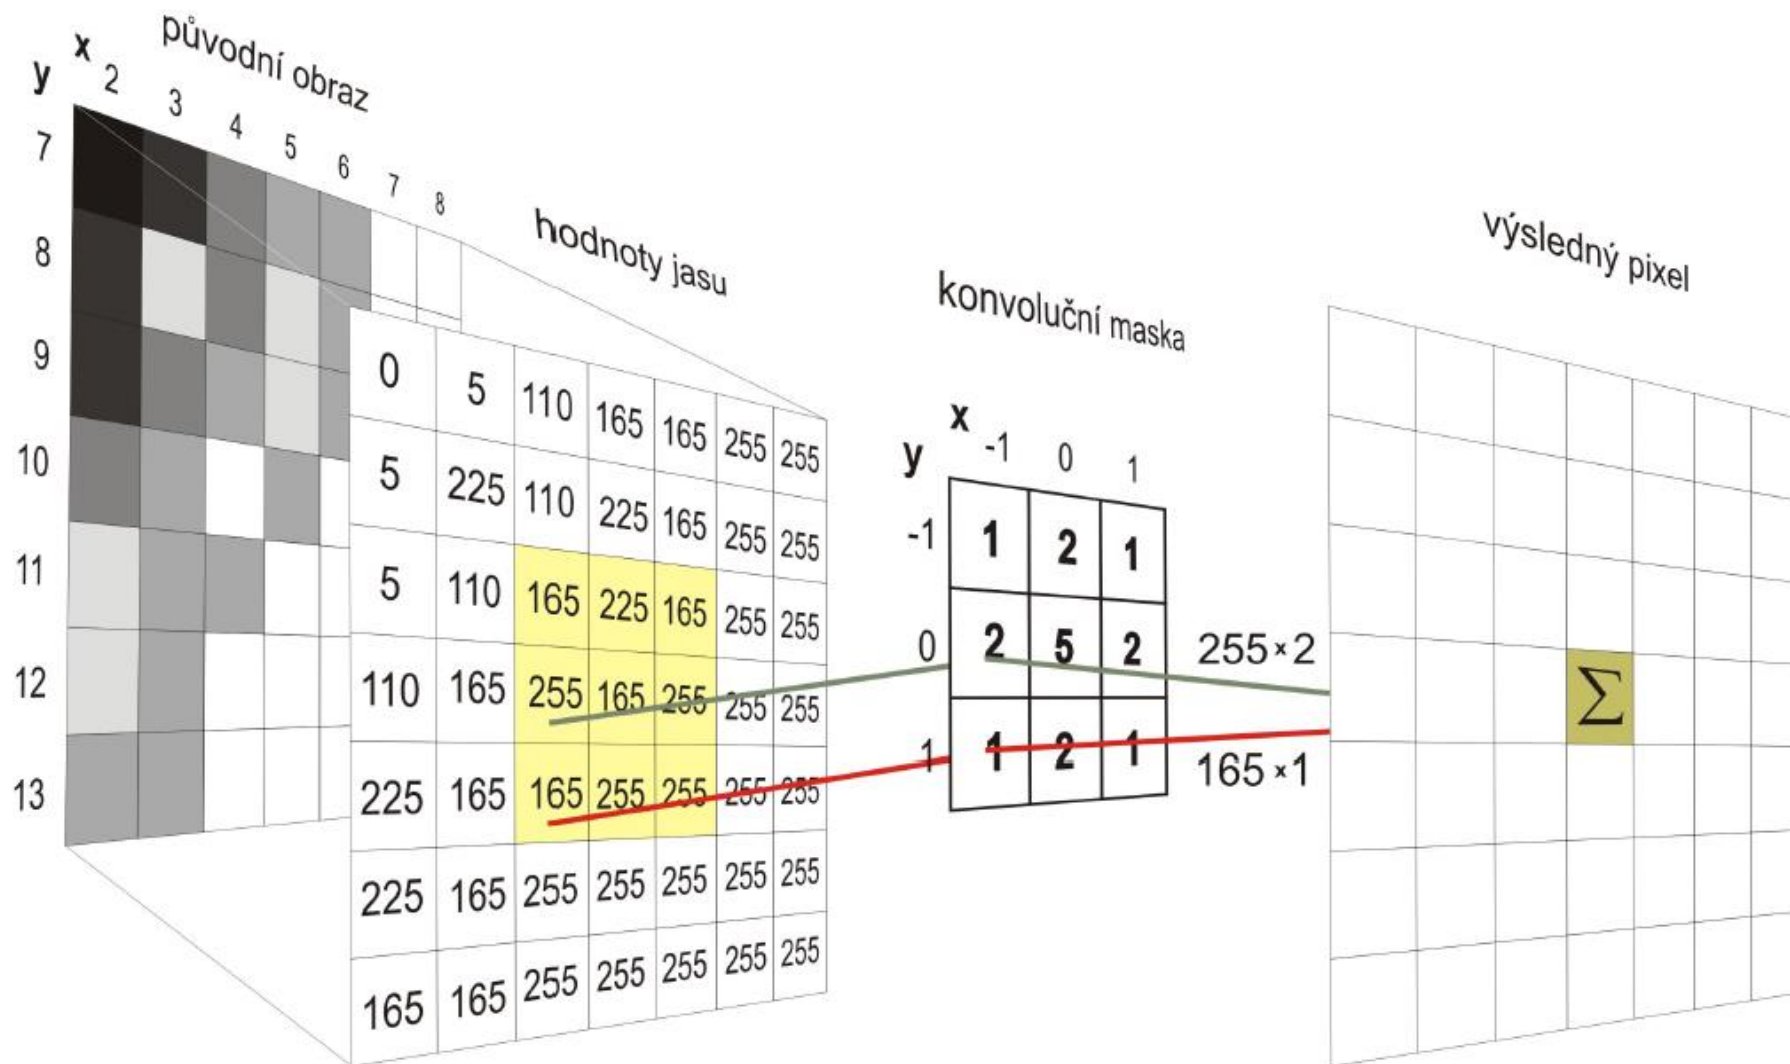 původní obraz
x
y
2 3 4 5 6 7 8
7
8
9
10
11
12
13
hodnoty jasu
0 5 110 165 165 255 255
5 225 110 225 165 255 255
5 110 165 225 165 255 255
110 165 255 165 255 255 255
225 165 165 255 255 255 255
225 165 255 255 255 255 255
165 165 255 255 255 255 255
konvoluční maska
x
y
-1 0 1
-1 1 2 1
0 2 5 2
1 1 2 1
255×2
165×1
výsledný pixel
Σ